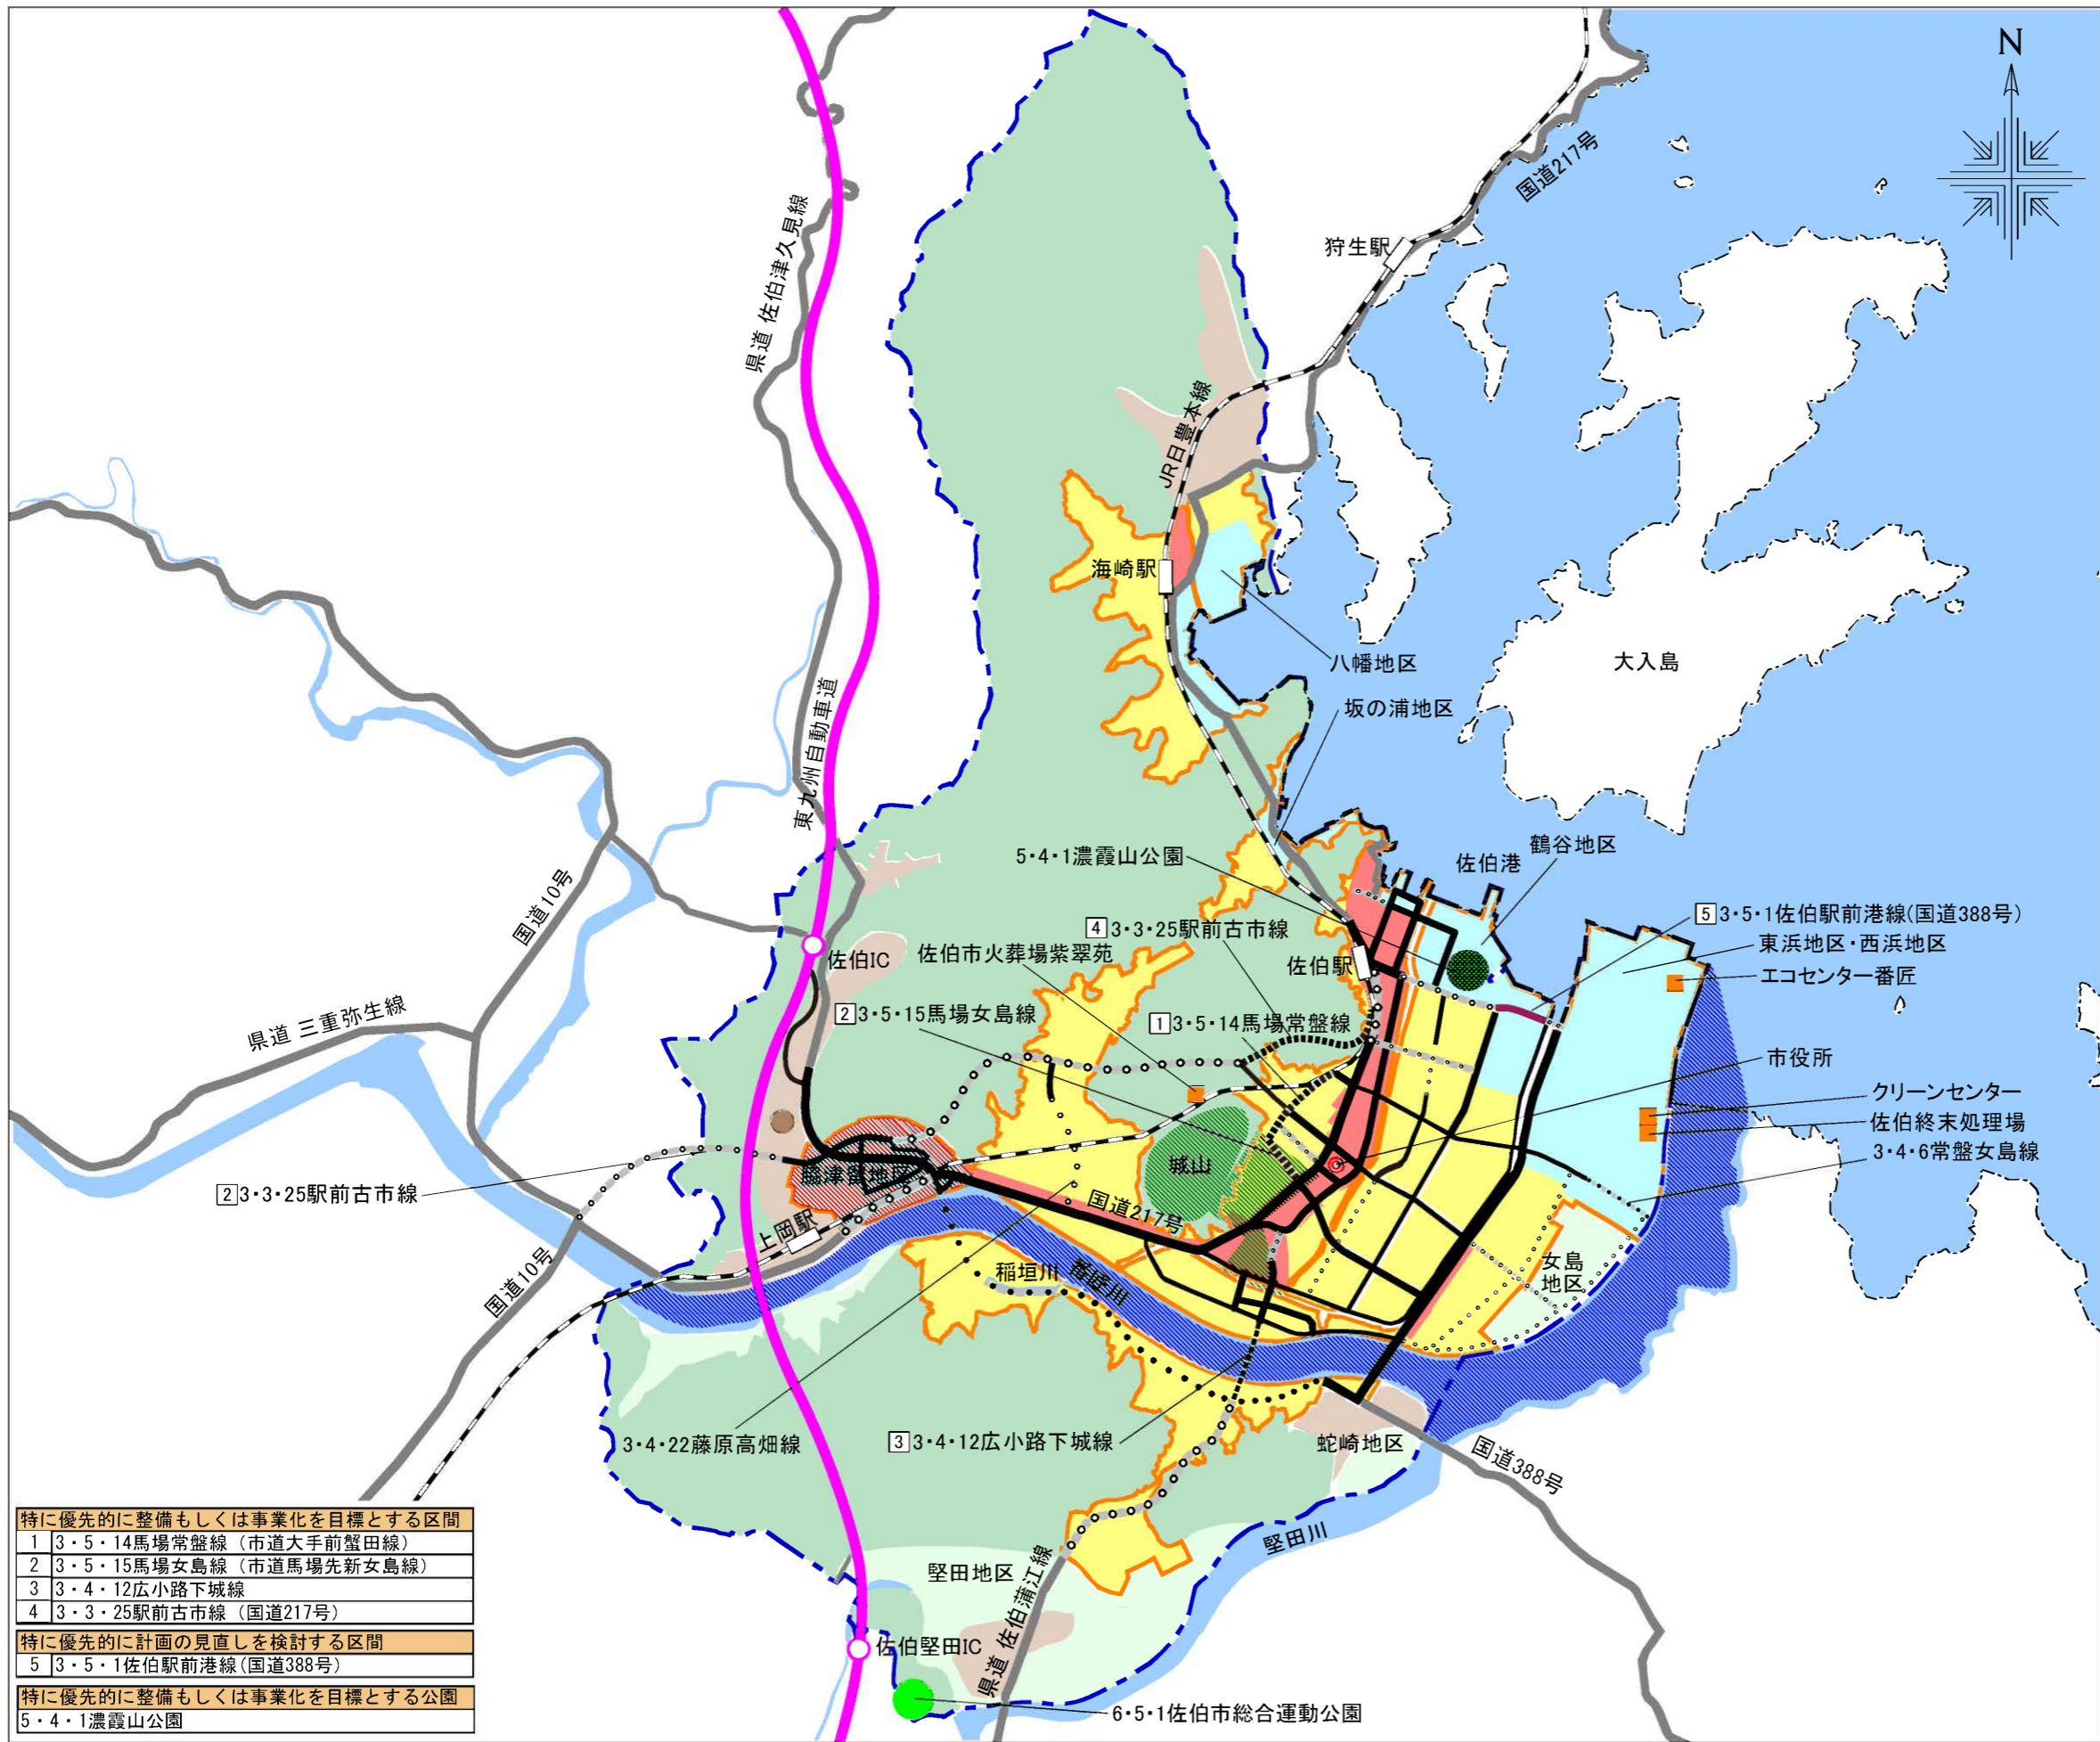 N
国道217号
狩生駅
県道 佐伯津久見線
JR日豊本線
海崎駅
八幡地区
大入島
坂の浦地区
東九州自動車道
5・4・1濃霞山公園
鶴谷地区
佐伯港
国道10号
4 3・3・25駅前古市線
5 3・5・1佐伯駅前港線(国道388号)
佐伯市火葬場紫翠苑
佐伯駅
東浜地区・西浜地区
佐伯IC
エコセンター番匠
県道 三重弥生線
2 3・5・15馬場女島線
1 3・5・14馬場常盤線
市役所
クリーンセンター
佐伯終末処理場
3・4・6常盤女島線
城山
2 3・3・25駅前古市線
国道217号
上岡駅
女島
地区
稲垣川
番匠川
国道10号
3・4・22藤原高畑線
3 3・4・12広小路下城線
蛇崎地区
国道388号
堅田川
堅田地区
県道 佐伯蒲江線
佐伯堅田IC
6・5・1佐伯市総合運動公園
特に優先的に整備もしくは事業化を目標とする区間
1 3・5・14馬場常盤線（市道大手前蟹田線）
2 3・5・15馬場女島線（市道馬場先新女島線）
3 3・4・12広小路下城線
4 3・3・25駅前古市線（国道217号）
特に優先的に計画の見直しを検討する区間
5 3・5・1佐伯駅前港線(国道388号)
特に優先的に整備もしくは事業化を目標とする公園
5・4・1濃霞山公園